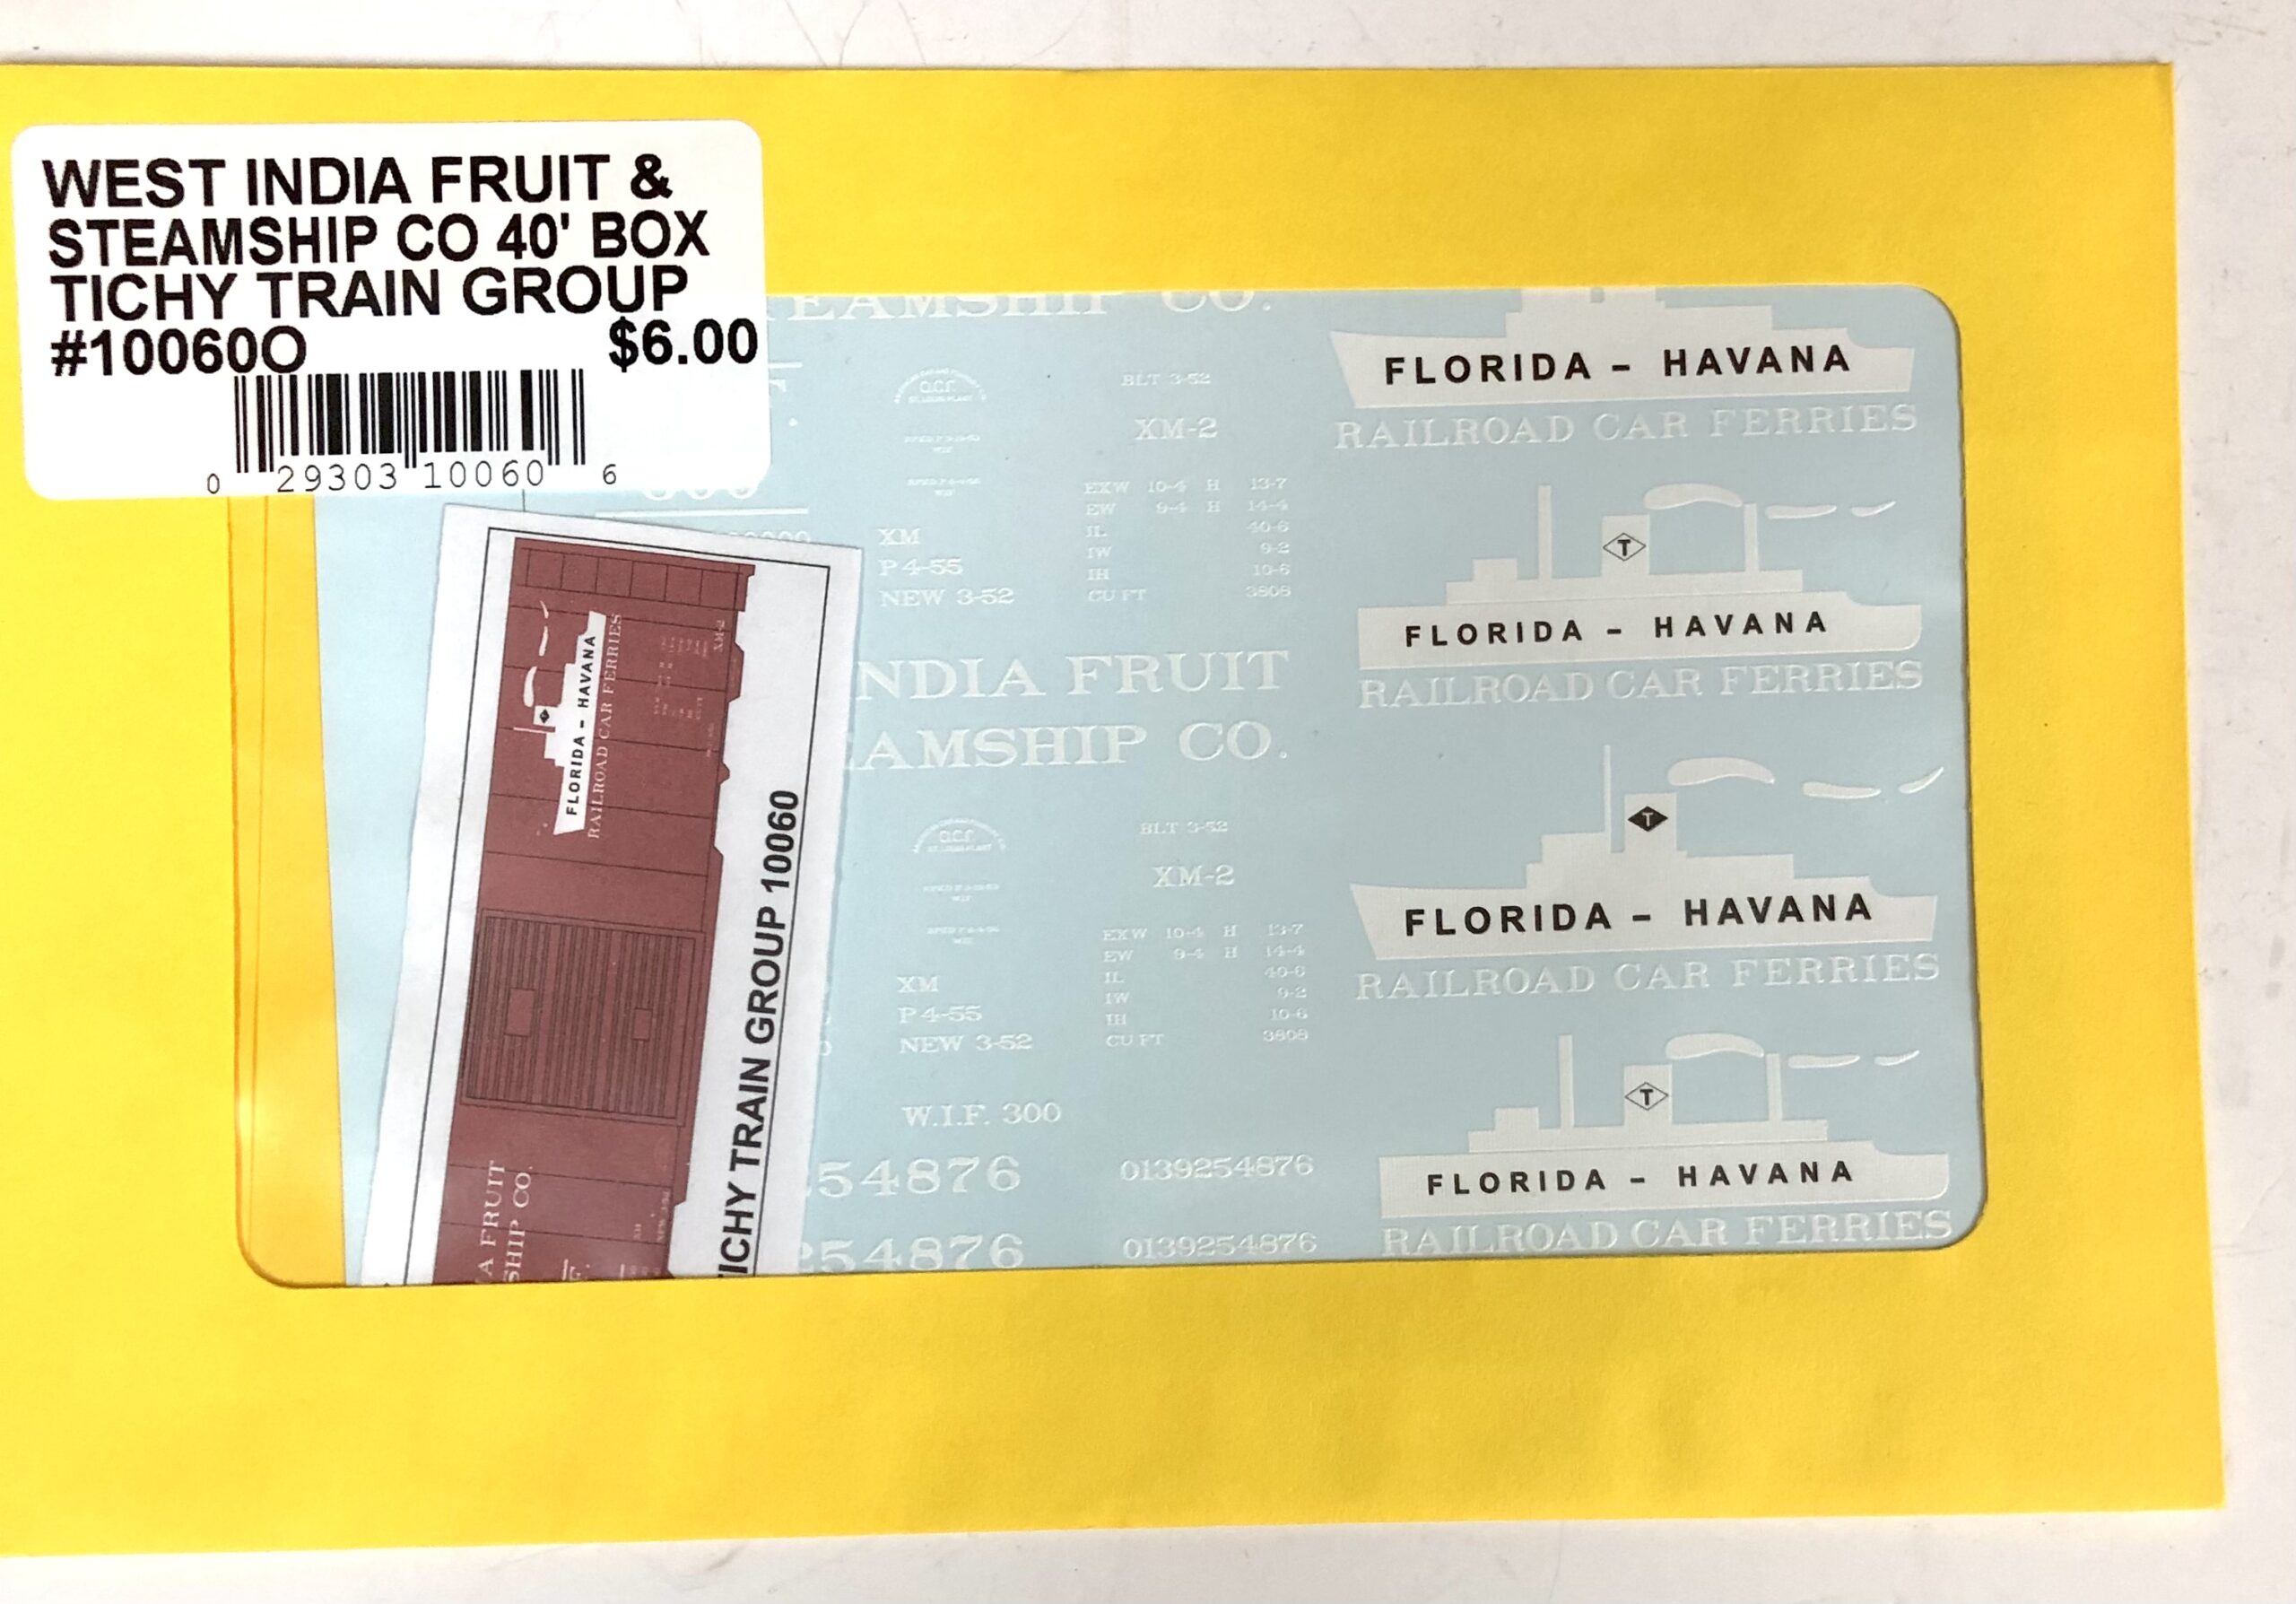 WEST INDIA FRUIT &
STEAMSHIP CO 40' BOX
TICHY TRAIN GROUP
#10060O $6.00
0 29303 10060 6
TEAMSHIP CO.
BLT 3-52
XM-2
EXW 10-4 H 13-7
EW 9-4 H 14-4
IL 40-6
IW 9-2
IH 10-6
CU FT 3808
XM
P 4-55
NEW 3-52
NDIA FRUIT
EAMSHIP CO.
BLT 3-52
XM-2
EXW 10-4 H 13-7
EW 9-4 H 14-4
IL 40-6
IW 9-2
IH 10-6
CU FT 3808
XM
P 4-55
NEW 3-52
W.I.F. 300
54876 0139254876
254876 0139254876
FLORIDA - HAVANA
RAILROAD CAR FERRIES
T
FLORIDA - HAVANA
RAILROAD CAR FERRIES
T
FLORIDA - HAVANA
RAILROAD CAR FERRIES
T
FLORIDA - HAVANA
RAILROAD CAR FERRIES
FLORIDA - HAVANA
RAILROAD CAR FERRIES
XM-2
A FRUIT
SHIP CO.
F.
TICHY TRAIN GROUP 10060